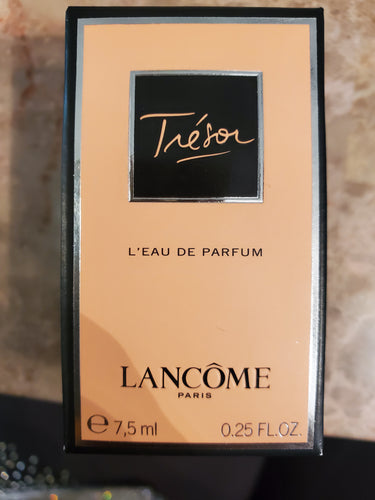 Trésor
L'EAU DE PARFUM
LANCÔME
PARIS
℮ 7,5 ml 0.25 FL.OZ.